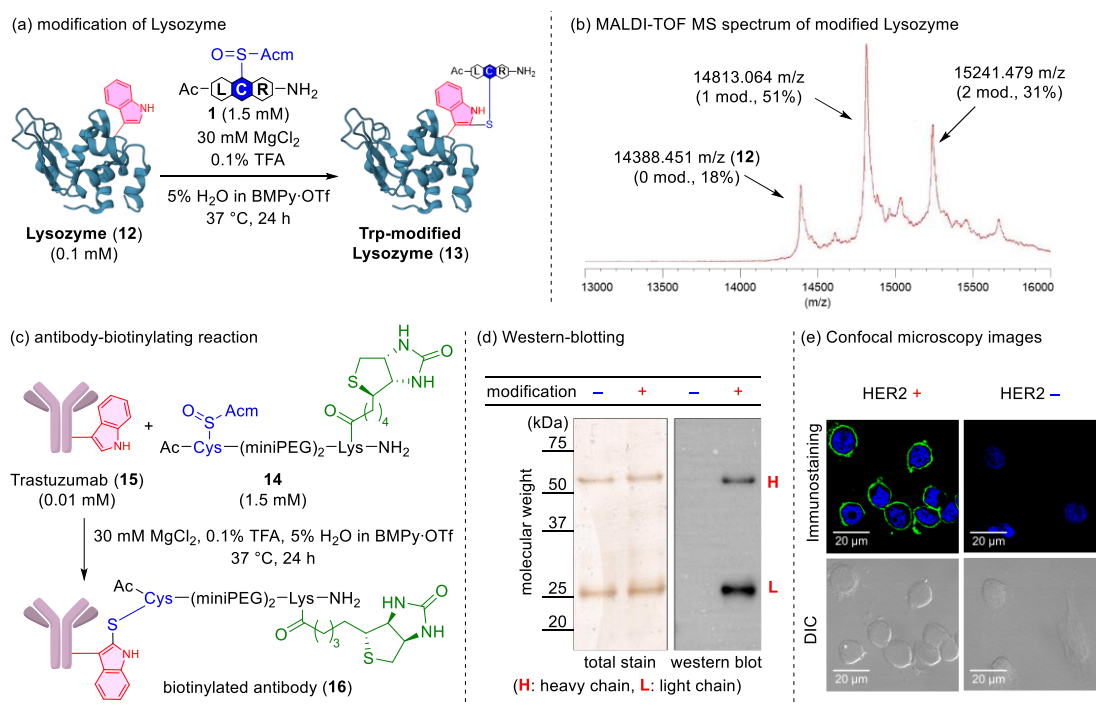 (a) modification of Lysozyme
O=S–Acm
Ac L C R NH2
1 (1.5 mM)
30 mM MgCl2
0.1% TFA
5% H2O in BMPy·OTf
37 °C, 24 h
NH
Lysozyme (12)
(0.1 mM)
Ac L C R NH2
NH
S
Trp-modified
Lysozyme (13)
(b) MALDI-TOF MS spectrum of modified Lysozyme
14813.064 m/z
(1 mod., 51%)
15241.479 m/z
(2 mod., 31%)
14388.451 m/z (12)
(0 mod., 18%)
13000 13500 14000 14500 15000 15500 16000
(m/z)
(c) antibody-biotinylating reaction
NH
Trastuzumab (15)
(0.01 mM)
+
O
S
Acm
Ac–Cys–(miniPEG)2–Lys–NH2
O
4
S
H
N
O
NH
14
(1.5 mM)
30 mM MgCl2, 0.1% TFA, 5% H2O in BMPy·OTf
37 °C, 24 h
Ac
Cys–(miniPEG)2–Lys–NH2
S
NH
O
3
S
HN
O
NH
biotinylated antibody (16)
(d) Western-blotting
modification – + – +
(kDa)
75
50
37
25
20
molecular weight
H
L
total stain western blot
(H: heavy chain, L: light chain)
(e) Confocal microscopy images
HER2 + HER2 –
Immunostaining
20 µm 20 µm
DIC
20 µm 20 µm